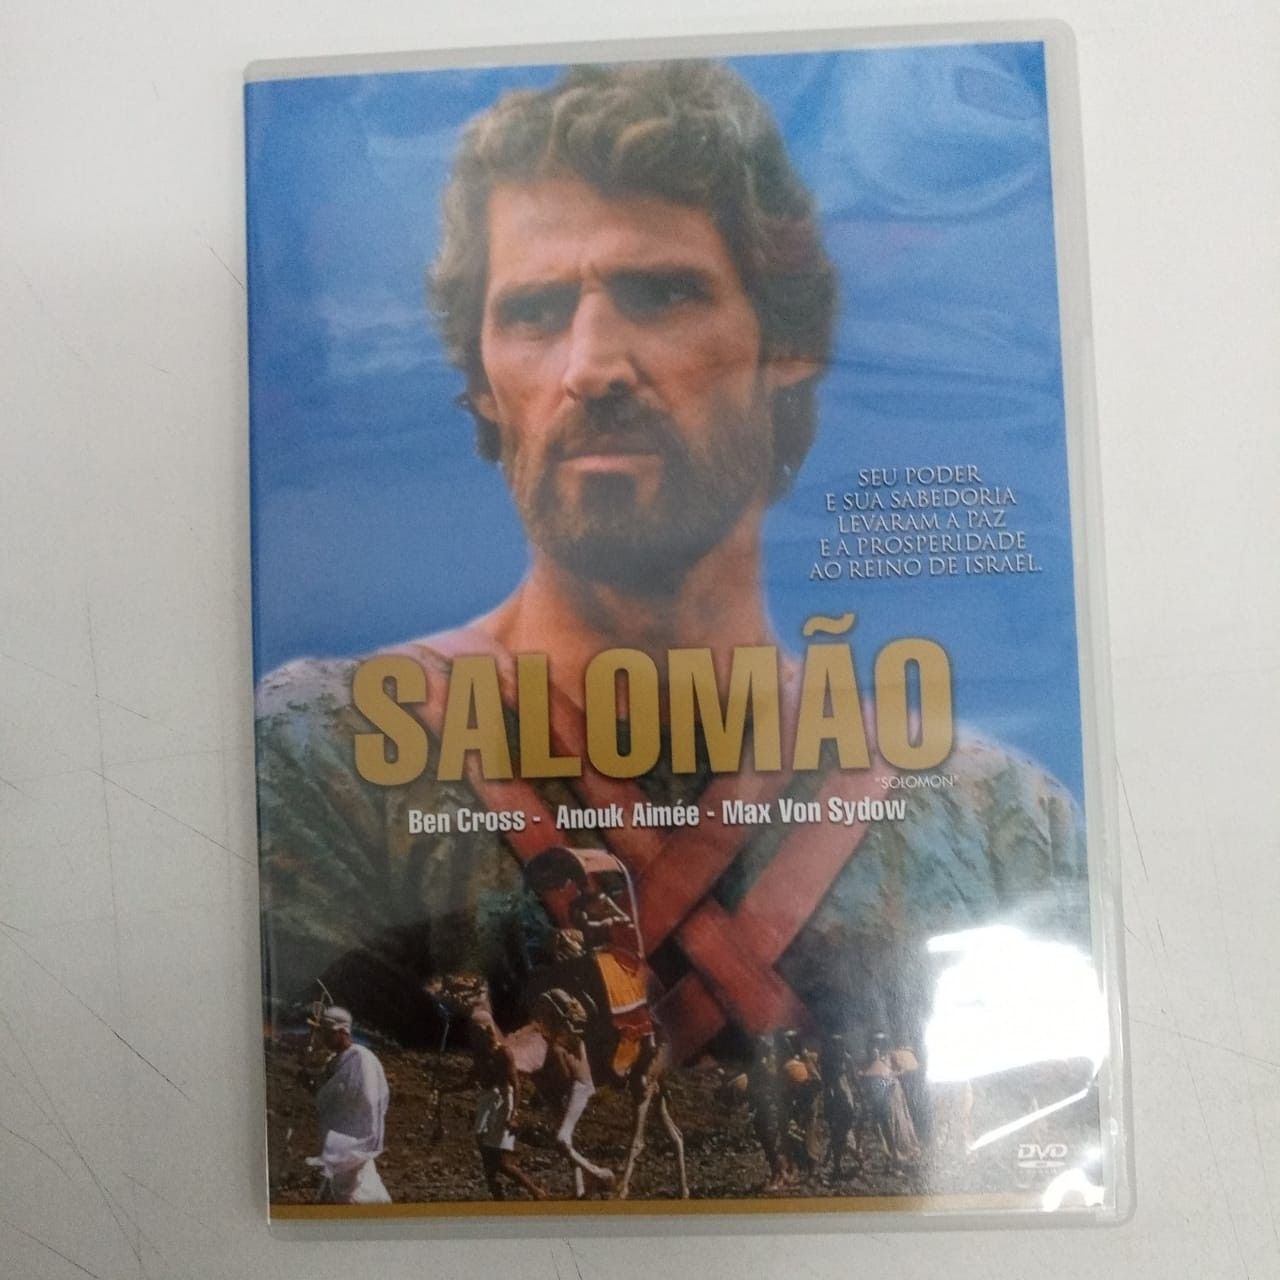 SEU PODER
E SUA SABEDORIA
LEVARAM A PAZ
E A PROSPERIDADE
AO REINO DE ISRAEL.
SALOMÃO
"SOLOMON"
Ben Cross - Anouk Aimée - Max Von Sydow
DVD